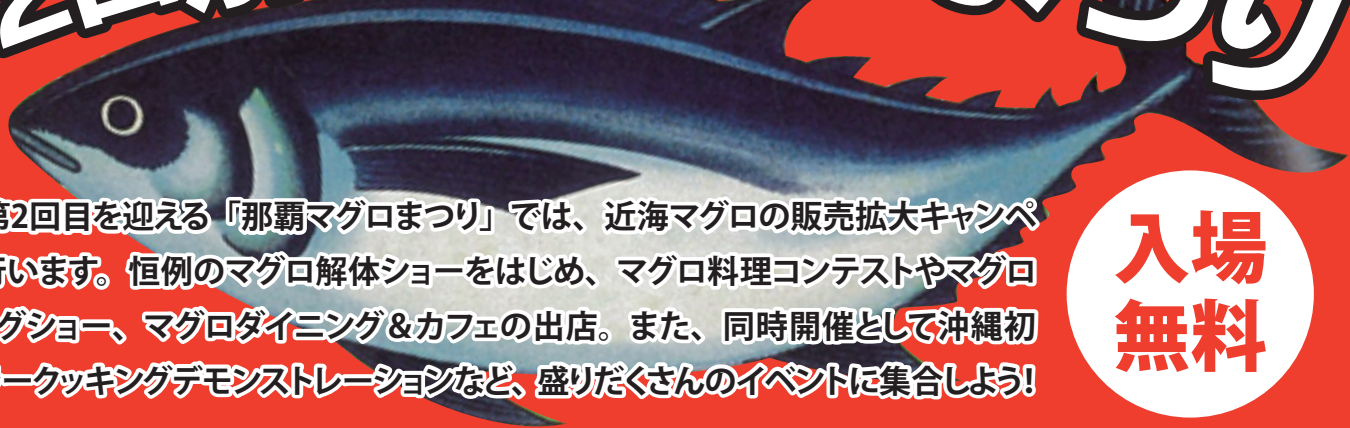 2回那
まつり
第2回目を迎える「那覇マグロまつり」では、近海マグロの販売拡大キャンペ
行います。恒例のマグロ解体ショーをはじめ、マグロ料理コンテストやマグロ
グショー、マグロダイニング＆カフェの出店。また、同時開催として沖縄初
ークッキングデモンストレーションなど、盛りだくさんのイベントに集合しよう!
入場
無料